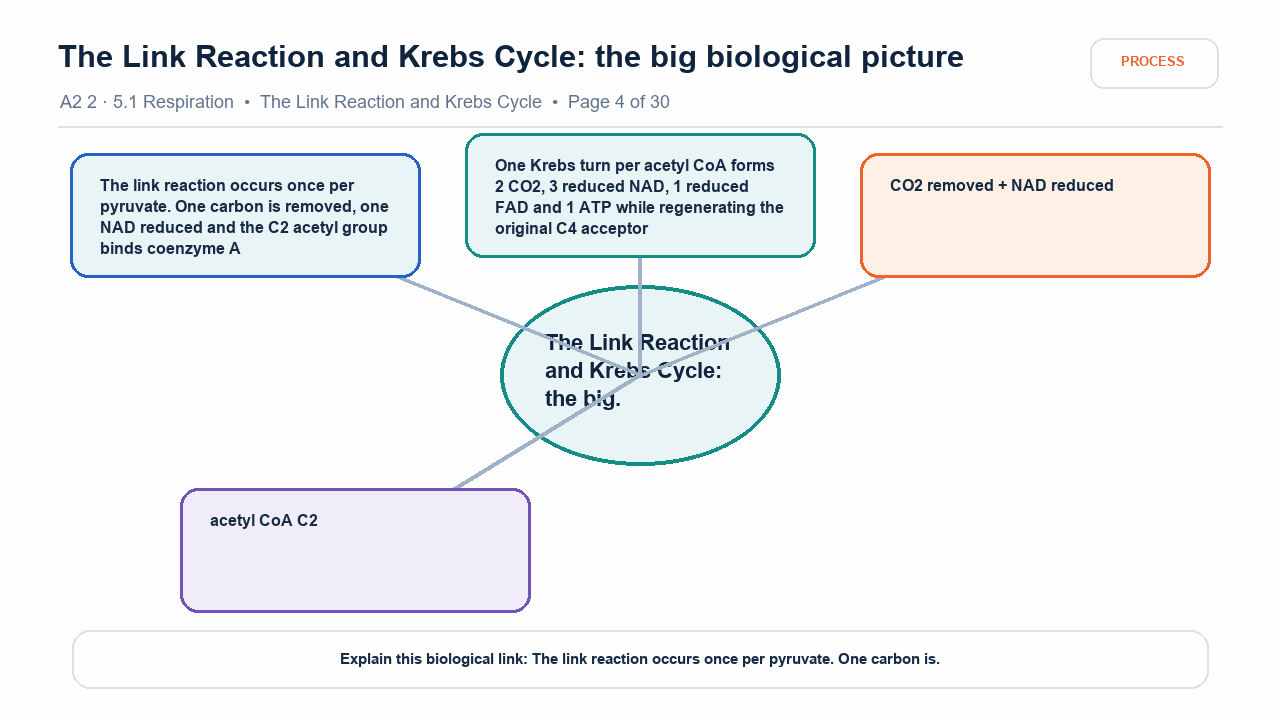 The Link Reaction and Krebs Cycle: the big biological picture
PROCESS
A2 2 · 5.1 Respiration • The Link Reaction and Krebs Cycle • Page 4 of 30
The link reaction occurs once per
pyruvate. One carbon is removed, one
NAD reduced and the C2 acetyl group
binds coenzyme A
One Krebs turn per acetyl CoA forms
2 CO2, 3 reduced NAD, 1 reduced
FAD and 1 ATP while regenerating the
original C4 acceptor
CO2 removed + NAD reduced
The Link Reaction
and Krebs Cycle:
the big.
acetyl CoA C2
Explain this biological link: The link reaction occurs once per pyruvate. One carbon is.